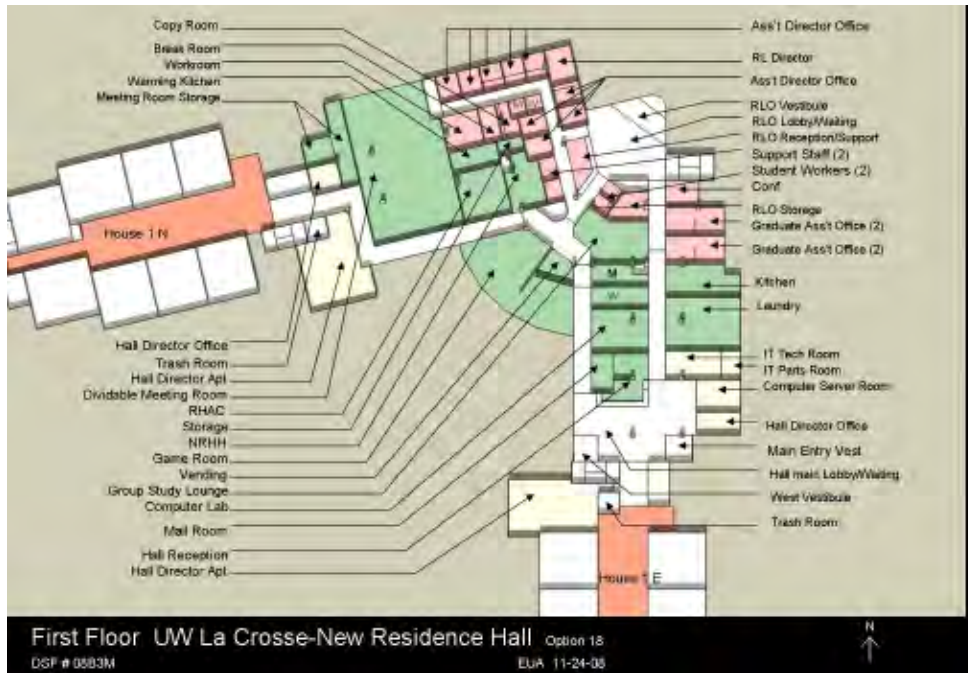 Copy Room
Break Room
Workroom
Warming Kitchen
Meeting Room Storage
Ass't Director Office
RL Director
Ass't Director Office
RLO Vestibule
RLO Lobby/Waiting
RLO Reception/Support
Support Staff (2)
Student Workers (2)
Conf
RLO Storage
Graduate Ass't Office (2)
Graduate Ass't Office (2)
Kitchen
Laundry
IT Tech Room
IT Parts Room
Computer Server Room
Hall Director Office
Main Entry Vest
Hall main Lobby/Waiting
West Vestibule
Trash Room
House 1 N
M
W
Hall Director Office
Trash Room
Hall Director Apt
Dividable Meeting Room
RHAC
Storage
NRHH
Game Room
Vending
Group Study Lounge
Computer Lab
Mail Room
Hall Reception
Hall Director Apt
House 1 E
First Floor UW La Crosse-New Residence Hall Option 18
DSF # 08B3M EUA 11-24-08
N